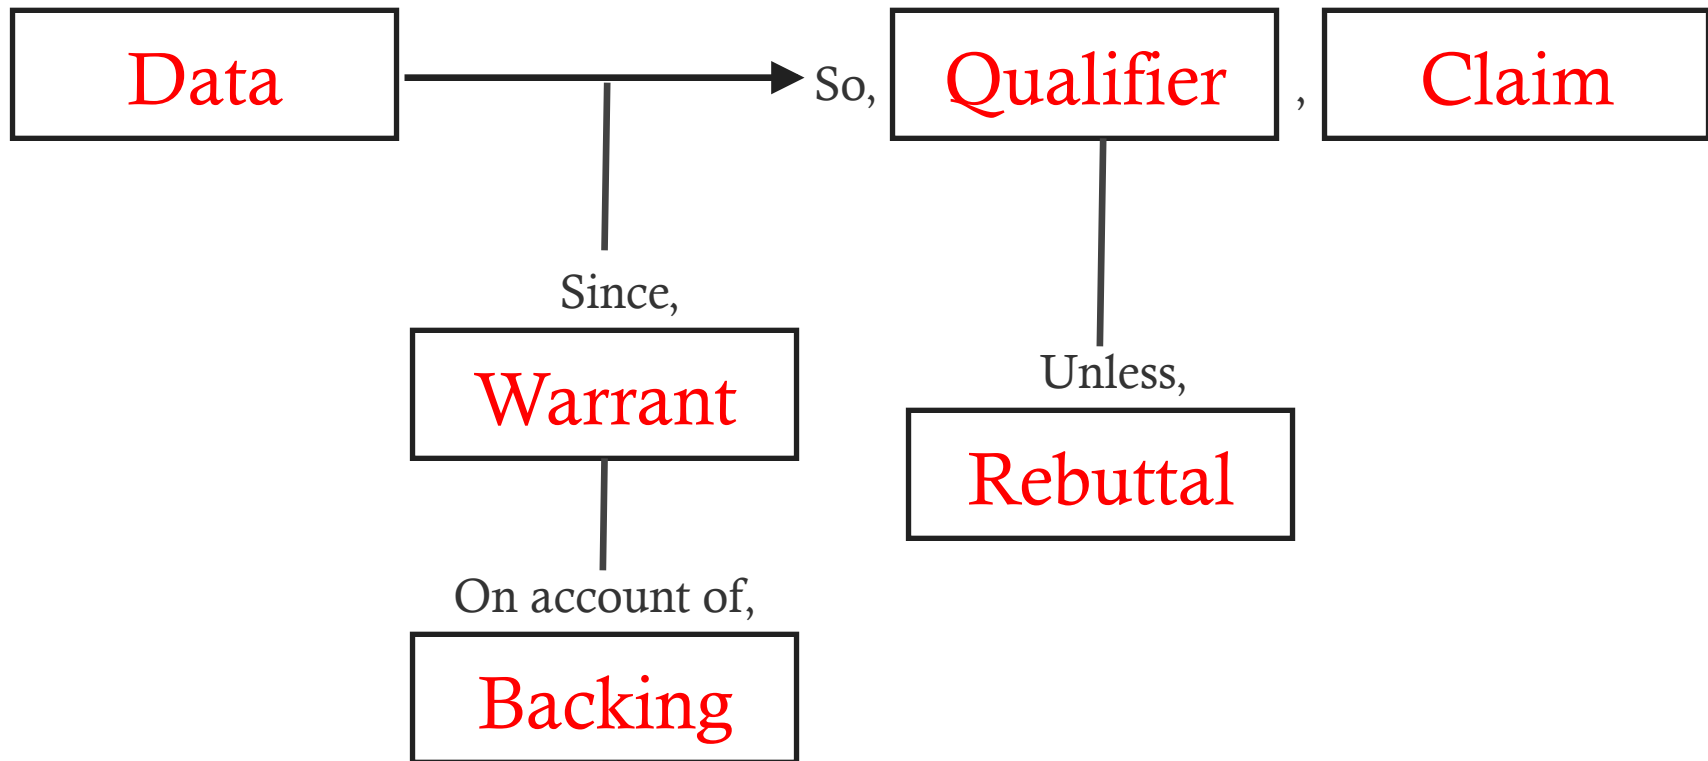 Data So, Qualifier , Claim
Since,
Unless,
Warrant
Rebuttal
On account of,
Backing